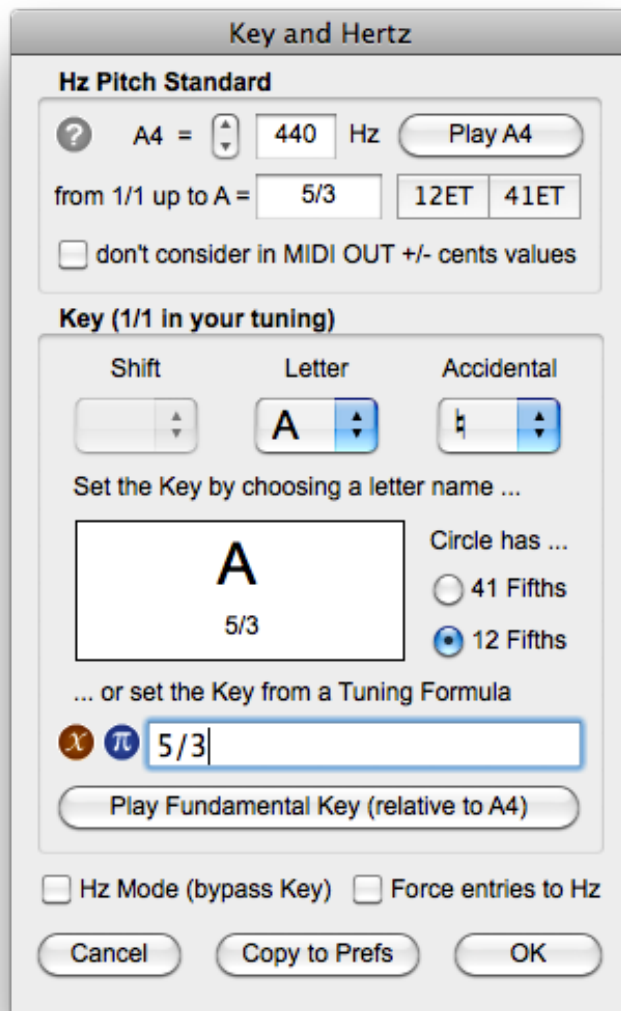 Key and Hertz
Hz Pitch Standard
? A4 = 440 Hz Play A4
from 1/1 up to A = 5/3 12ET 41ET
don't consider in MIDI OUT +/- cents values
Key (1/1 in your tuning)
Shift Letter Accidental
A ♮
Set the Key by choosing a letter name ...
A
5/3
Circle has ...
41 Fifths
12 Fifths
... or set the Key from a Tuning Formula
x π 5/3
Play Fundamental Key (relative to A4)
Hz Mode (bypass Key) Force entries to Hz
Cancel Copy to Prefs OK